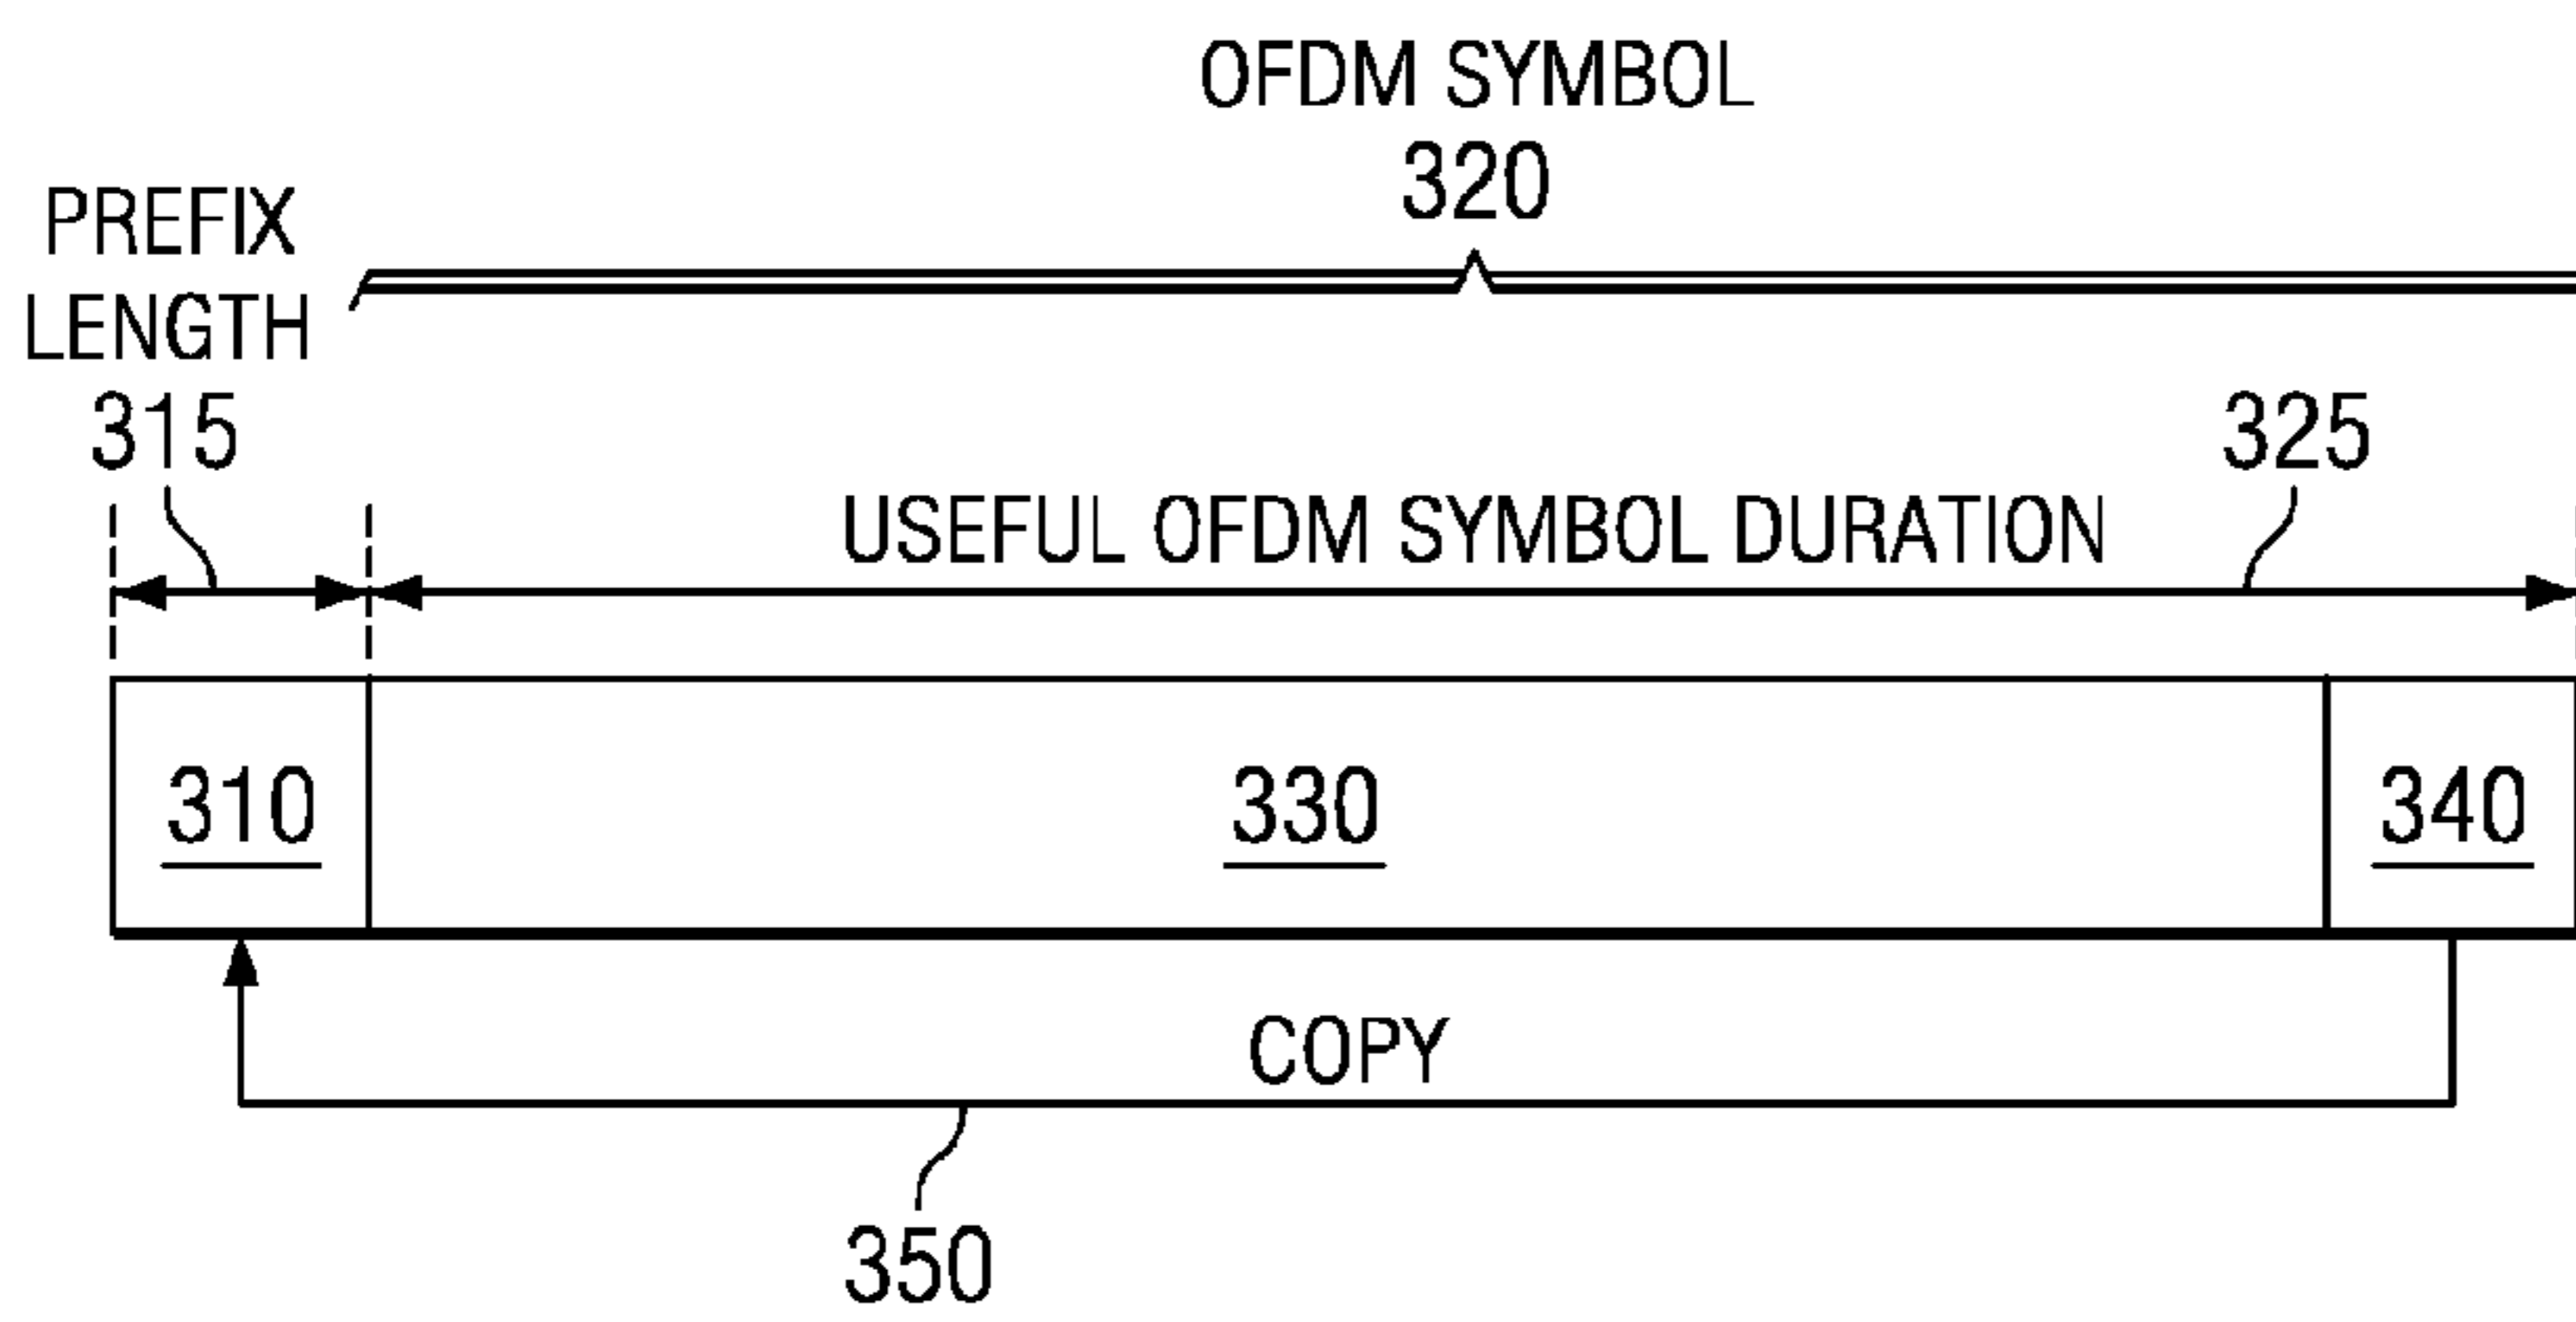 OFDM SYMBOL
320
PREFIX
LENGTH
315
325
USEFUL OFDM SYMBOL DURATION
310
330
340
COPY
350